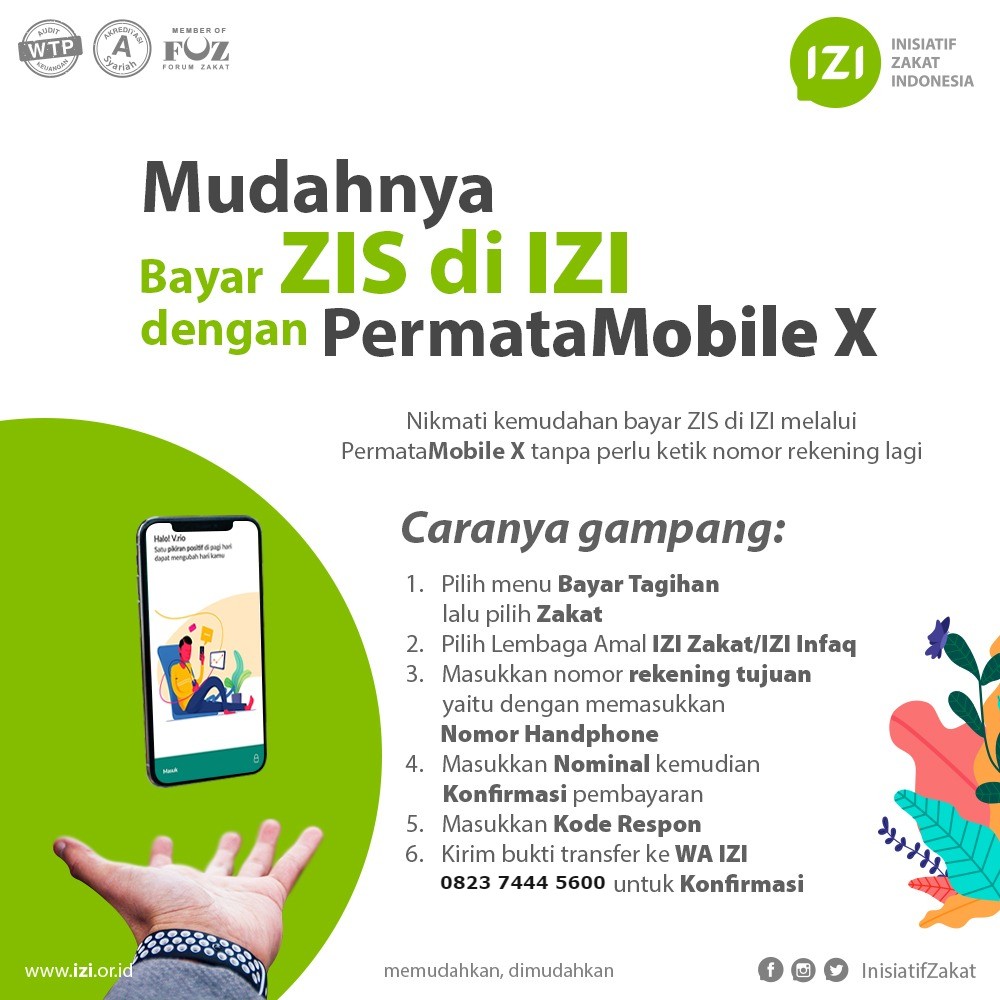 AUDIT
WTP
KEUANGAN
AKREDITASI
A
Syariah
MEMBER OF
FOZ
FORUM ZAKAT
IZI
INISIATIF
ZAKAT
INDONESIA
Mudahnya
Bayar ZIS di IZI
dengan PermataMobile X
Nikmati kemudahan bayar ZIS di IZI melalui
PermataMobile X tanpa perlu ketik nomor rekening lagi
Halo! V.rio
Satu pikiran positif di pagi hari
dapat mengubah hari kamu
Masuk
Caranya gampang:
1. Pilih menu Bayar Tagihan
lalu pilih Zakat
2. Pilih Lembaga Amal IZI Zakat/IZI Infaq
3. Masukkan nomor rekening tujuan
yaitu dengan memasukkan
Nomor Handphone
4. Masukkan Nominal kemudian
Konfirmasi pembayaran
5. Masukkan Kode Respon
6. Kirim bukti transfer ke WA IZI
0823 7444 5600 untuk Konfirmasi
www.izi.or.id
memudahkan, dimudahkan
InisiatifZakat